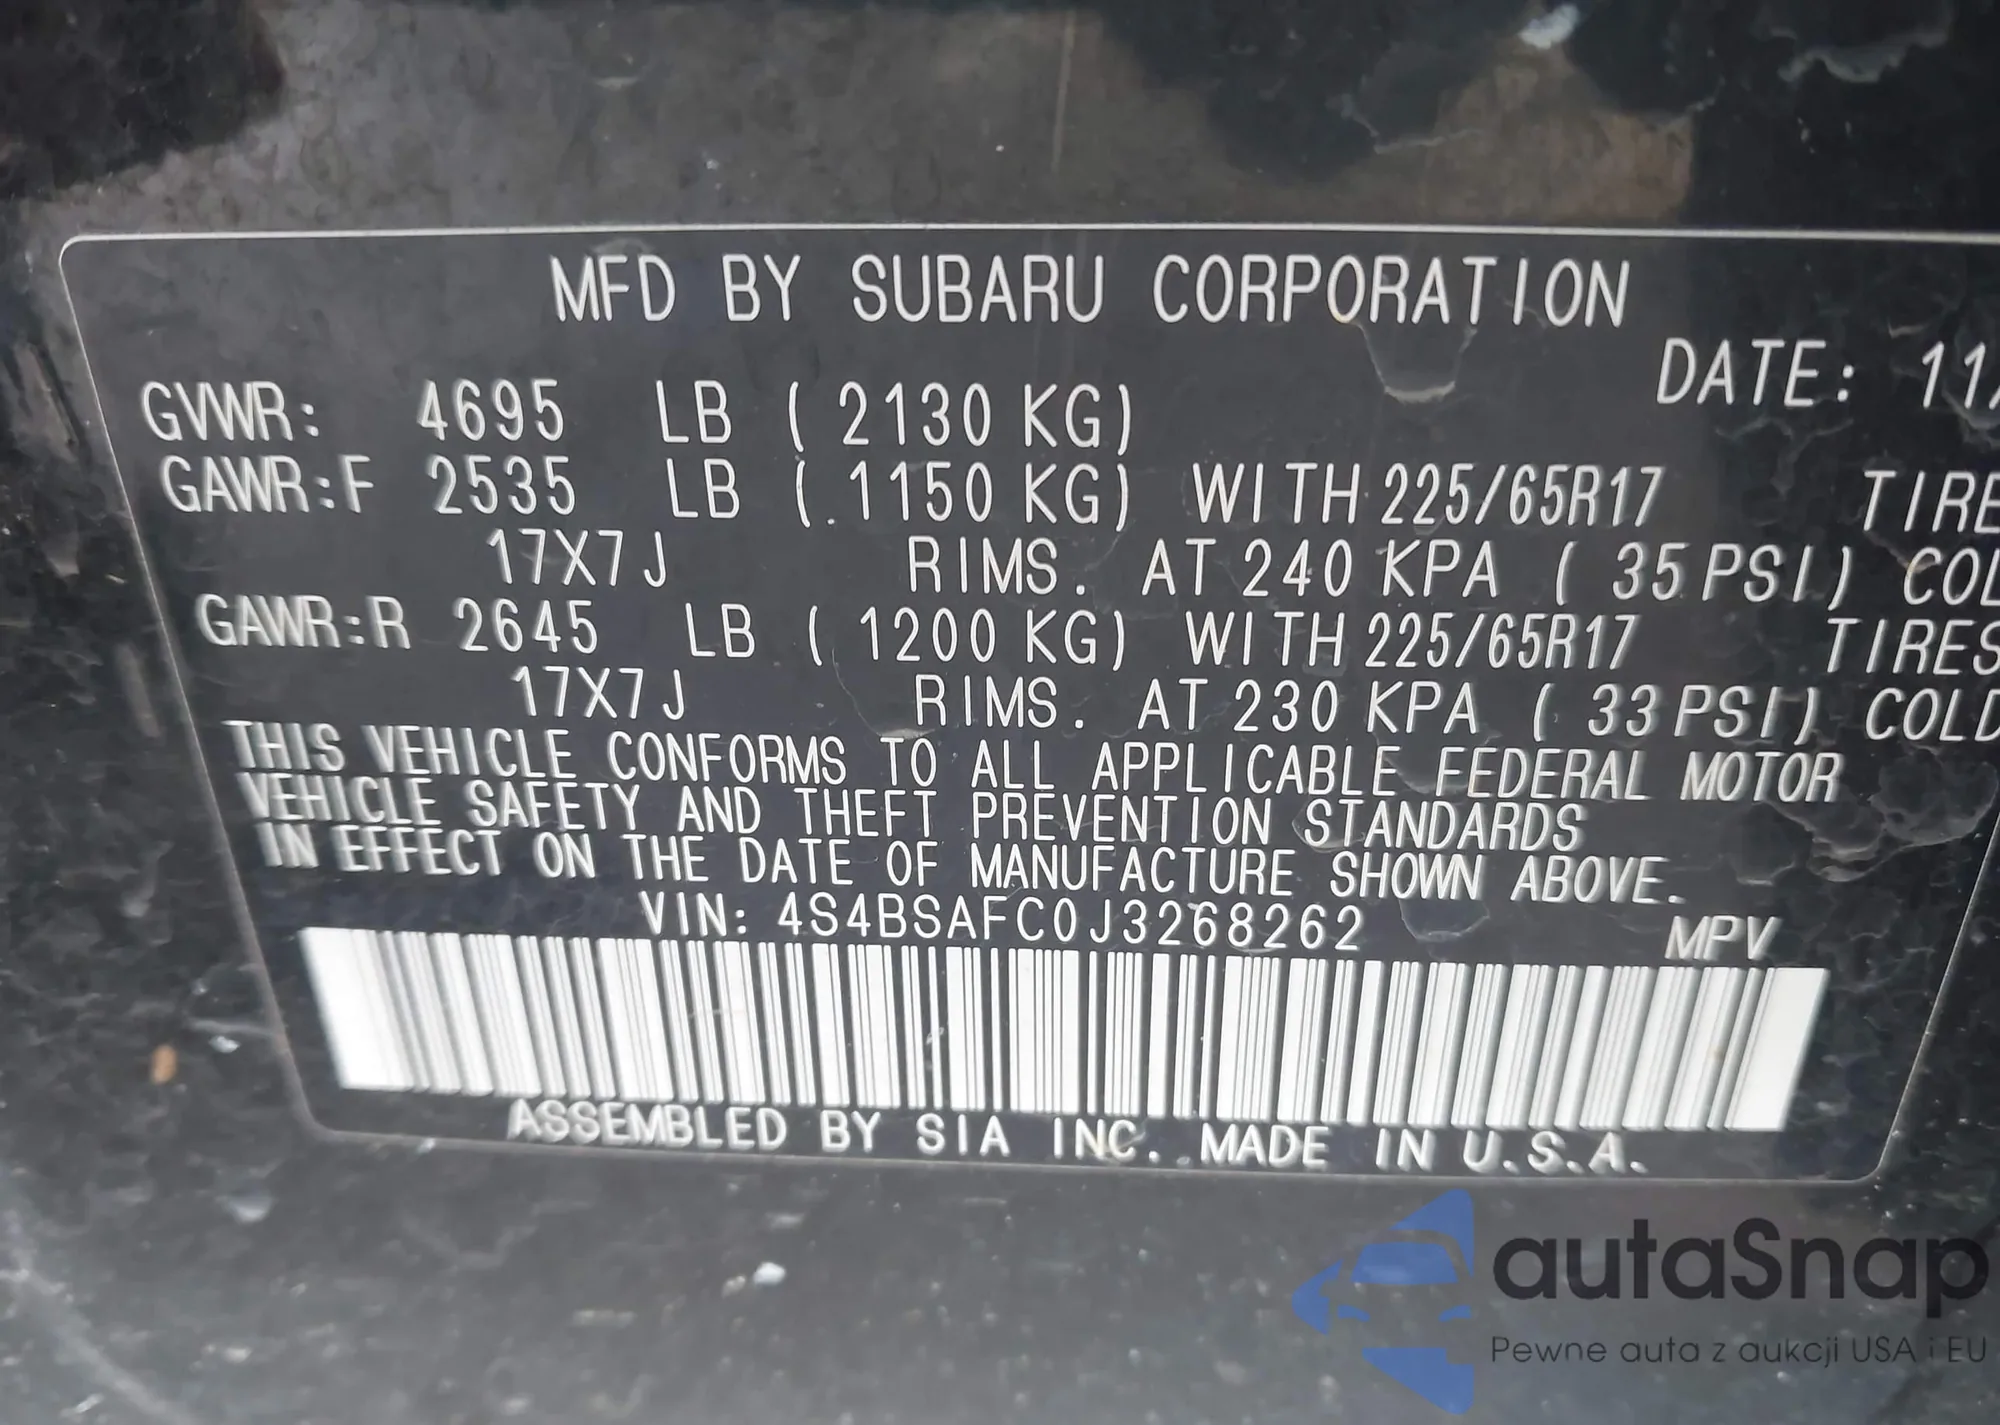 MFD BY SUBARU CORPORATION
DATE: 11/
GVWR: 4695 LB ( 2130 KG)
GAWR:F 2535 LB ( 1150 KG) WITH 225/65R17 TIRE
17X7J RIMS. AT 240 KPA ( 35 PSI) COL
GAWR:R 2645 LB ( 1200 KG) WITH 225/65R17 TIRES
17X7J RIMS. AT 230 KPA ( 33 PSI) COLD
THIS VEHICLE CONFORMS TO ALL APPLICABLE FEDERAL MOTOR
VEHICLE SAFETY AND THEFT PREVENTION STANDARDS
IN EFFECT ON THE DATE OF MANUFACTURE SHOWN ABOVE.
VIN: 4S4BSAFC0J3268262 MPV
ASSEMBLED BY SIA INC. MADE IN U.S.A.
autaSnap
Pewne auta z aukcji USA i EU